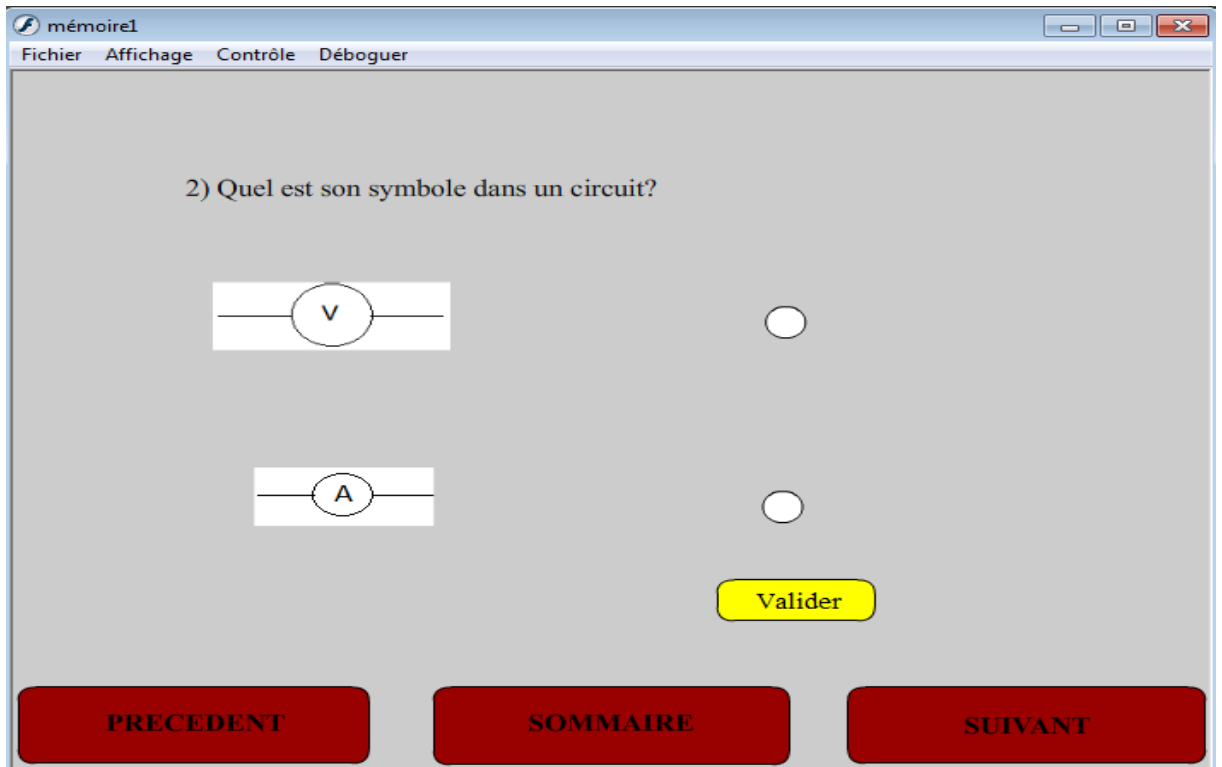 mémoire1
Fichier Affichage Contrôle Déboguer
2) Quel est son symbole dans un circuit?
V
A
Valider
PRECEDENT SOMMAIRE SUIVANT